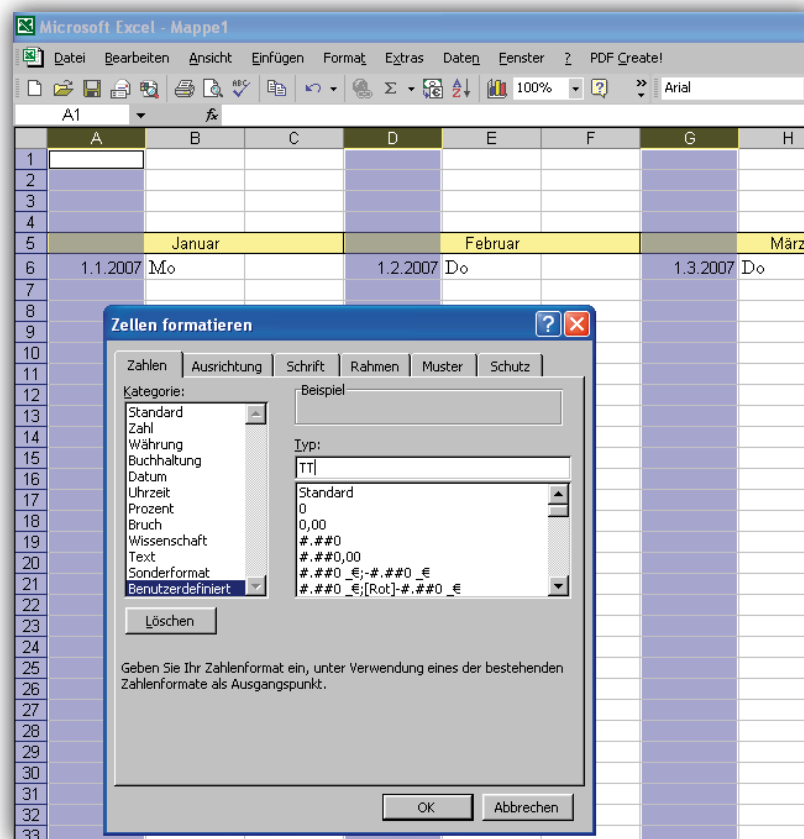 Microsoft Excel - Mappe1
Datei Bearbeiten Ansicht Einfügen Format Extras Daten Fenster ? PDF Create!
ABC Σ A Z 100% ? » Arial
A1 fx
A B C D E F G H
1
2
3
4
5 Januar Februar März
6 1.1.2007 Mo 1.2.2007 Do 1.3.2007 Do
7
8
9
10
11
12
13
14
15
16
17
18
19
20
21
22
23
24
25
26
27
28
29
30
31
32
33
Zellen formatieren ?
Zahlen Ausrichtung Schrift Rahmen Muster Schutz
Kategorie:
Standard
Zahl
Währung
Buchhaltung
Datum
Uhrzeit
Prozent
Bruch
Wissenschaft
Text
Sonderformat
Benutzerdefiniert
Löschen
Beispiel
Typ:
TT
Standard
0
0,00
#.##0
#.##0,00
#.##0 _€;-#.##0 _€
#.##0 _€;[Rot]-#.##0 _€
Geben Sie Ihr Zahlenformat ein, unter Verwendung eines der bestehenden
Zahlenformate als Ausgangspunkt.
OK Abbrechen